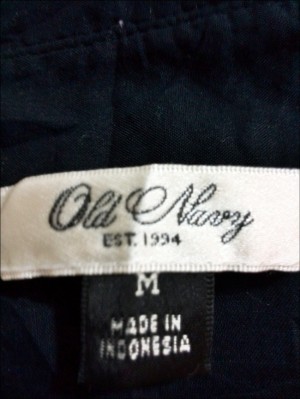 Old Navy
EST. 1994
M
MADE IN
INDONESIA